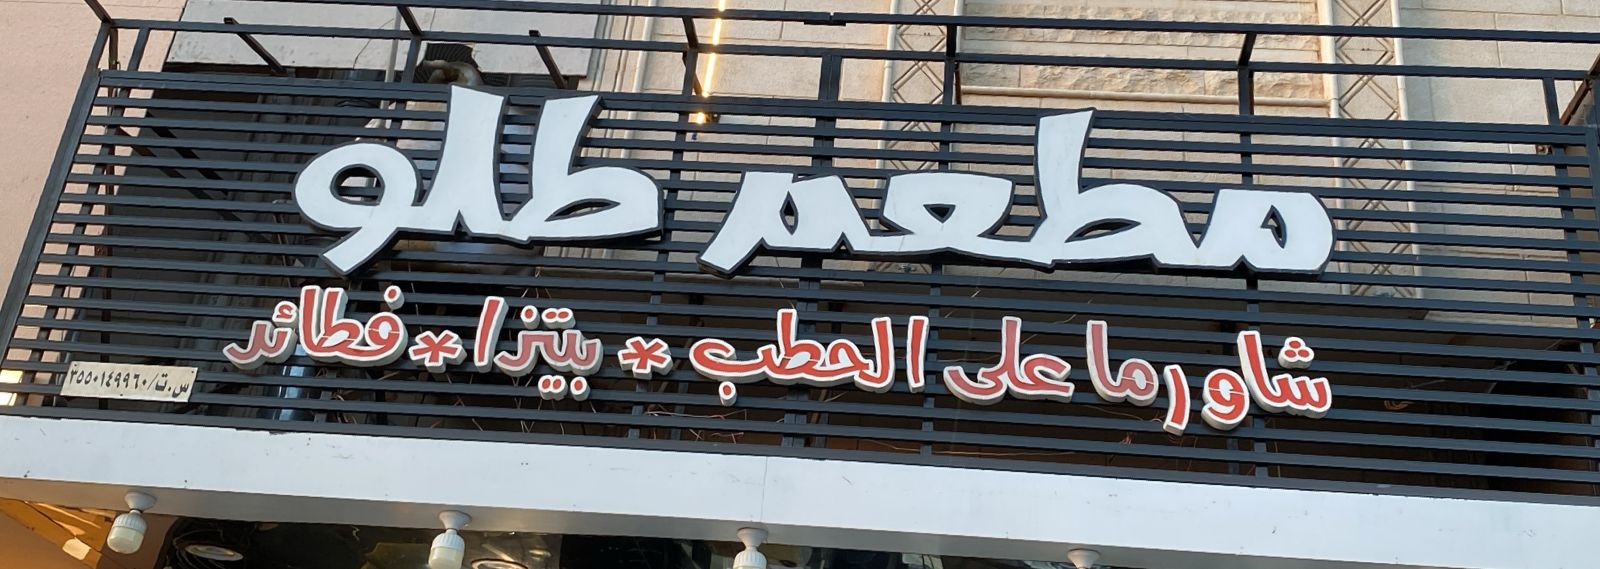 مطعم طلو
شاورما على الحطب * بيتزا * فطائر
س.ت/٣٥٥٠١٤٩٩٦٠